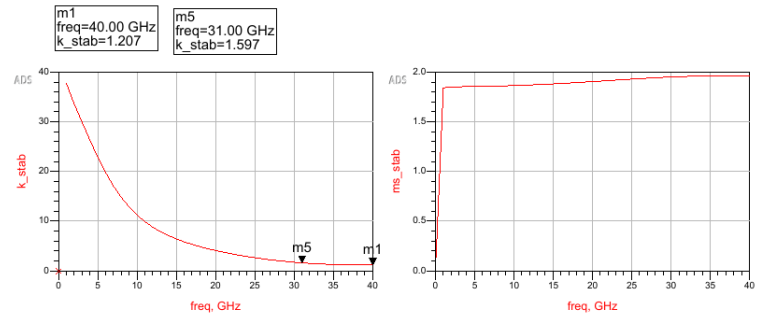 m1
freq=40.00 GHz
k_stab=1.207
m5
freq=31.00 GHz
k_stab=1.597
ADS
40
30
20
10
0
k_stab
m5
m1
0
5
10
15
20
25
30
35
40
freq, GHz
ADS
2.0
1.5
1.0
0.5
0.0
ms_stab
0
5
10
15
20
25
30
35
40
freq, GHz